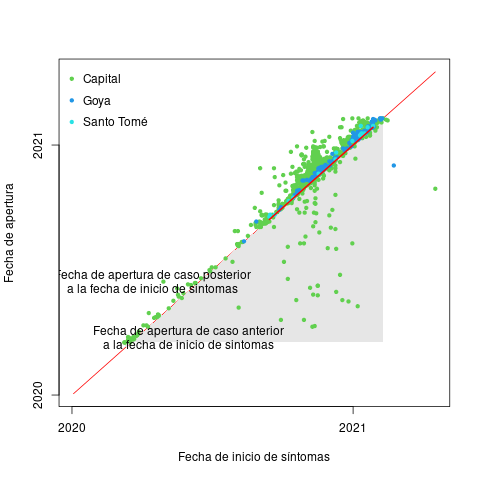 Capital
Goya
Santo Tomé
Fecha de apertura
2021
2020
fecha de apertura de caso posterior
a la fecha de inicio de síntomas
Fecha de apertura de caso anterior
a la fecha de inicio de síntomas
2020
2021
Fecha de inicio de síntomas